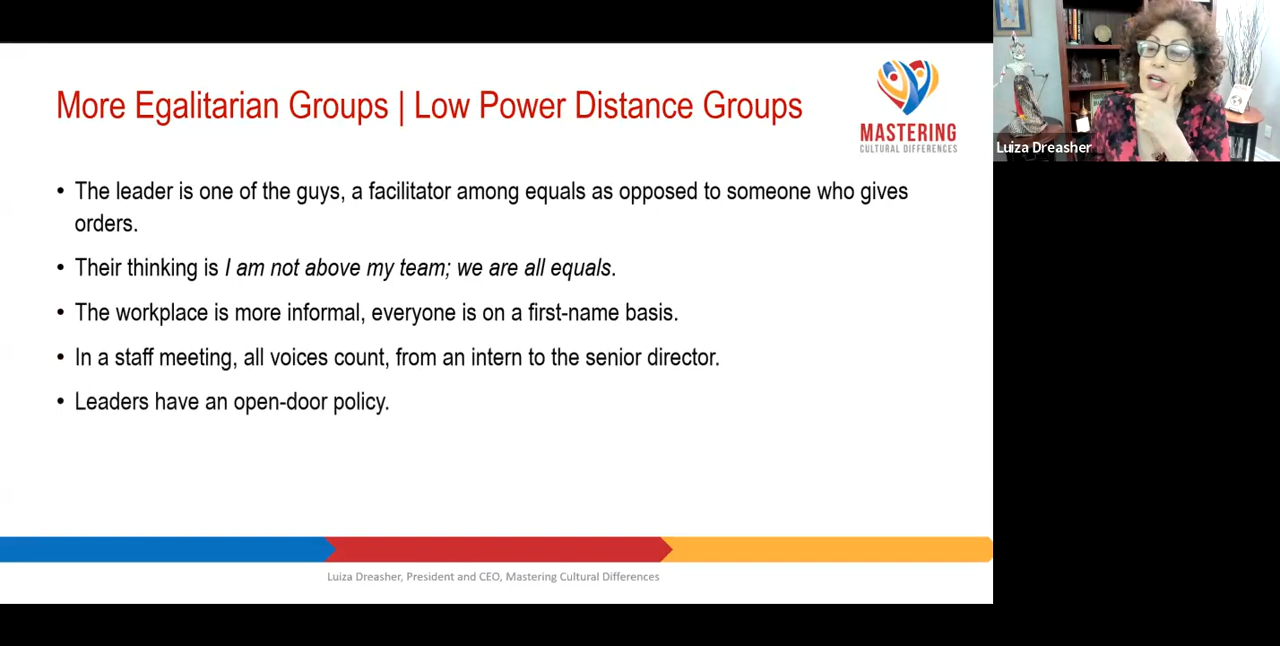 More Egalitarian Groups | Low Power Distance Groups
MASTERING
CULTURAL DIFFERENCES
Luiza Dreasher
• The leader is one of the guys, a facilitator among equals as opposed to someone who gives
orders.
• Their thinking is I am not above my team; we are all equals.
• The workplace is more informal, everyone is on a first-name basis.
• In a staff meeting, all voices count, from an intern to the senior director.
• Leaders have an open-door policy.
Luiza Dreasher, President and CEO, Mastering Cultural Differences